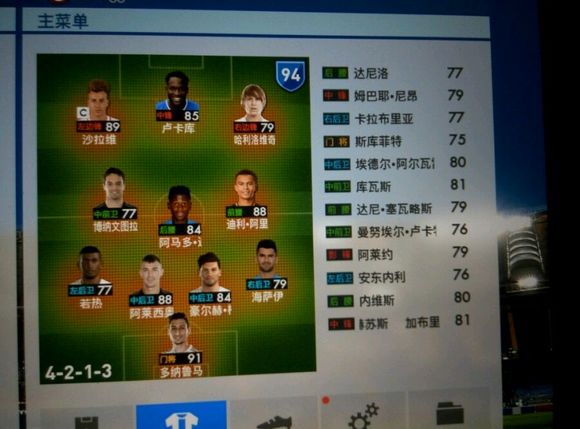 主菜单
94
C
左边锋 89
沙拉维
中锋 85
卢卡库
右边锋 79
哈利洛维奇
中前卫 77
博纳文图拉
后腰 84
阿马多·
前腰 88
迪利·阿里
左后卫 77
若热
中后卫 88
阿莱西奥
中后卫 84
豪尔赫·
右后卫 79
海萨伊
门将 91
多纳鲁马
4-2-1-3
后腰 达尼洛 77
中锋 姆巴耶·尼昂 79
右后卫 卡拉布里亚 77
门将 斯库菲特 75
中后卫 埃德尔·阿尔瓦 80
中前卫 库瓦斯 81
前腰 达尼·塞瓦略斯 79
中前卫 曼努埃尔·卢卡 76
影锋 阿莱约 79
左后卫 安东内利 76
后腰 内维斯 80
中锋 赫苏斯 加布里 81